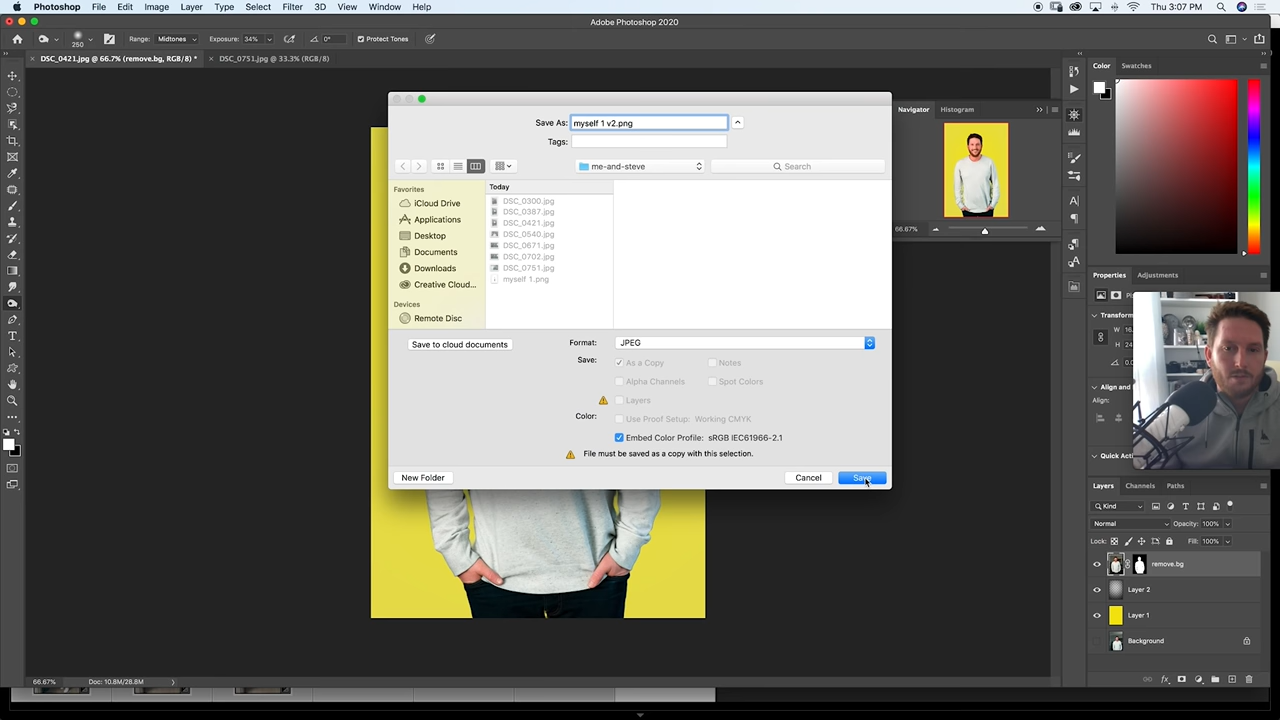 Photoshop File Edit Image Layer Type Select Filter 3D View Window Help Thu 3:07 PM
Adobe Photoshop 2020
250 Range: Midtones Exposure: 34% 0° Protect Tones
DSC_0421.jpg @ 66.7% (remove.bg, RGB/8) * DSC_0751.jpg @ 33.3% (RGB/8)
Color Swatches
Navigator Histogram
66.67%
Save As: myself 1 v2.png
Tags:
me-and-steve
Search
Favorites
iCloud Drive
Applications
Desktop
Documents
Downloads
Creative Cloud...
Devices
Remote Disc
Today
DSC_0300.jpg
DSC_0387.jpg
DSC_0421.jpg
DSC_0540.jpg
DSC_0671.jpg
DSC_0702.jpg
DSC_0751.jpg
myself 1.png
Save to cloud documents
Format: JPEG
Save: As a Copy Notes
Alpha Channels Spot Colors
Layers
Color: Use Proof Setup: Working CMYK
Embed Color Profile: sRGB IEC61966-2.1
File must be saved as a copy with this selection.
New Folder Cancel Save
Properties Adjustments
Transform
Align and
Align:
Quick Acti
Layers Channels Paths
Kind
Normal Opacity: 100%
Lock: Fill: 100%
remove.bg
Layer 2
Layer 1
Background
66.67% Doc: 10.8M/28.8M